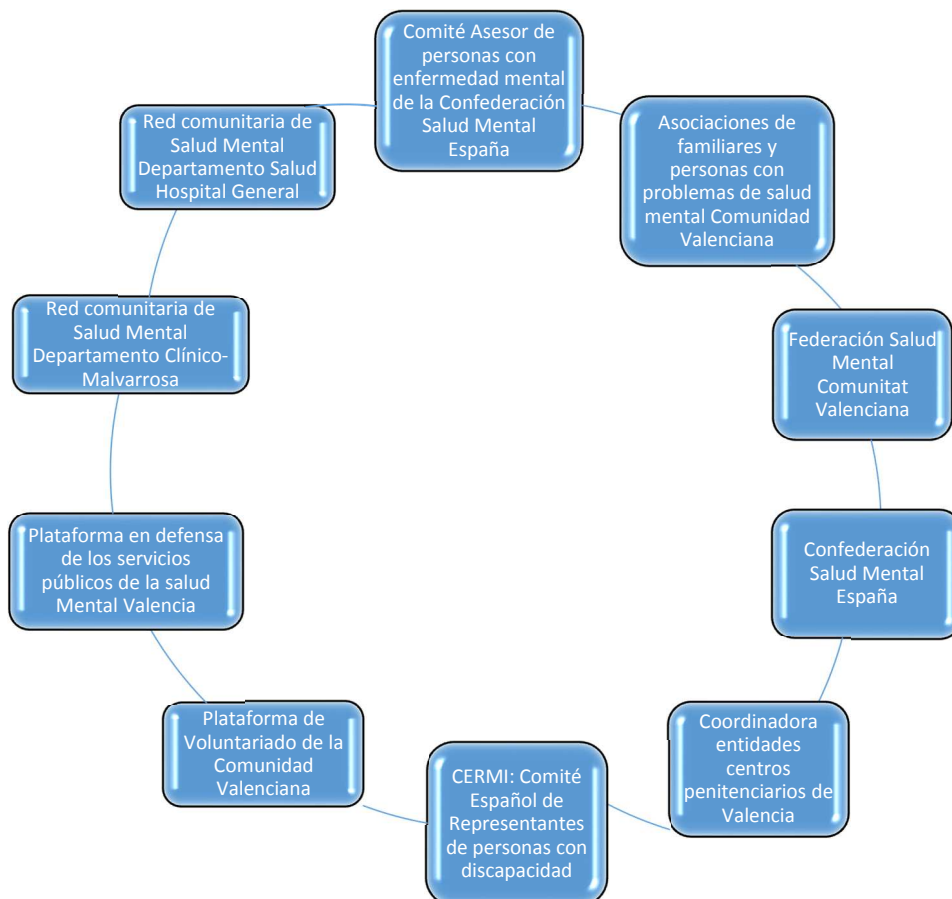 Comité Asesor de
personas con
enfermedad mental
de la Confederación
Salud Mental
España
Asociaciones de
familiares y
personas con
problemas de salud
mental Comunidad
Valenciana
Federación Salud
Mental
Comunitat
Valenciana
Confederación
Salud Mental
España
Coordinadora
entidades
centros
penitenciarios de
Valencia
CERMI: Comité
Español de
Representantes
de personas con
discapacidad
Plataforma de
Voluntariado de la
Comunidad
Valenciana
Plataforma en defensa
de los servicios
públicos de la salud
Mental Valencia
Red comunitaria de
Salud Mental
Departamento Clínico-
Malvarrosa
Red comunitaria de
Salud Mental
Departamento Salud
Hospital General